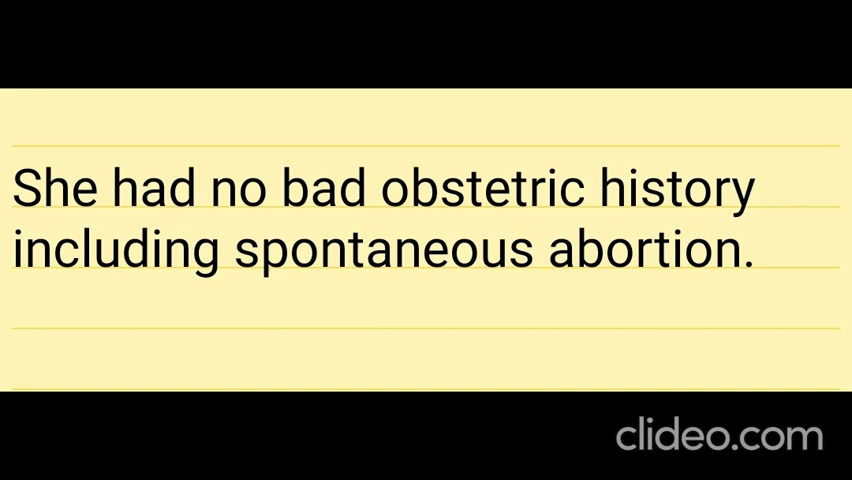 She had no bad obstetric history
including spontaneous abortion.
clideo.com